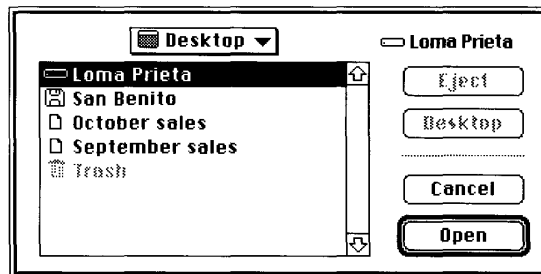 Desktop
Loma Prieta
Loma Prieta
San Benito
October sales
September sales
Trash
Eject
Desktop
Cancel
Open